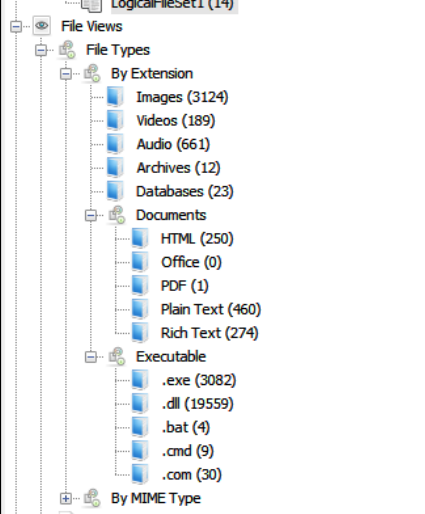 LogicalFileSet1 (14)
File Views
File Types
By Extension
Images (3124)
Videos (189)
Audio (661)
Archives (12)
Databases (23)
Documents
HTML (250)
Office (0)
PDF (1)
Plain Text (460)
Rich Text (274)
Executable
.exe (3082)
.dll (19559)
.bat (4)
.cmd (9)
.com (30)
By MIME Type